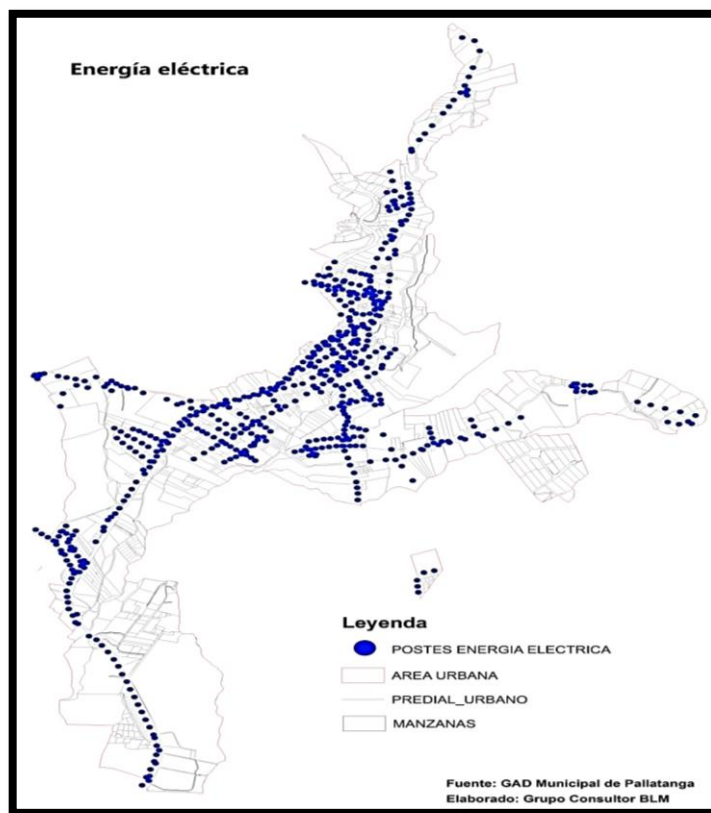 Energía eléctrica
Leyenda
POSTES ENERGIA ELECTRICA
AREA URBANA
PREDIAL_URBANO
MANZANAS
Fuente: GAD Municipal de Pallatanga
Elaborado: Grupo Consultor BLM